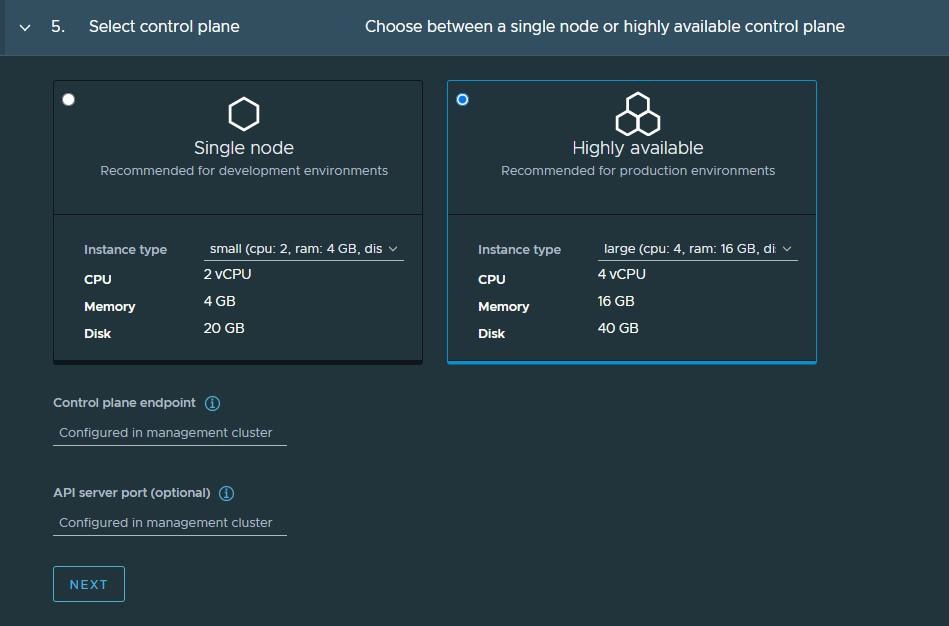 5. Select control plane Choose between a single node or highly available control plane
Single node
Recommended for development environments
Instance type small (cpu: 2, ram: 4 GB, dis
CPU 2 vCPU
Memory 4 GB
Disk 20 GB
Highly available
Recommended for production environments
Instance type large (cpu: 4, ram: 16 GB, di
CPU 4 vCPU
Memory 16 GB
Disk 40 GB
Control plane endpoint
Configured in management cluster
API server port (optional)
Configured in management cluster
NEXT